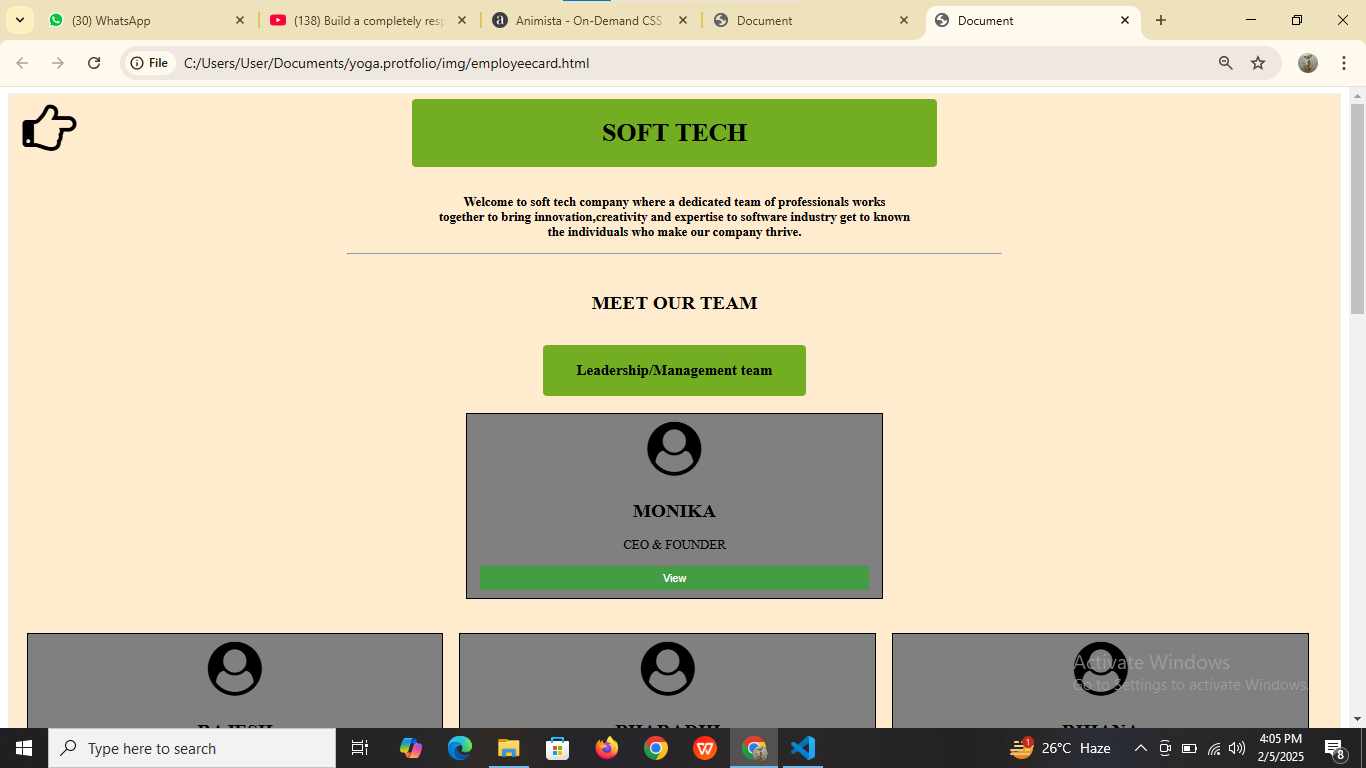 (30) WhatsApp
(138) Build a completely resp
Animista - On-Demand CSS
Document
Document
File
C:/Users/User/Documents/yoga.protfolio/img/employeecard.html
SOFT TECH
Welcome to soft tech company where a dedicated team of professionals works
together to bring innovation,creativity and expertise to software industry get to known
the individuals who make our company thrive.
MEET OUR TEAM
Leadership/Management team
MONIKA
CEO & FOUNDER
View
Activate Windows
Go to Settings to activate Windows.
RAJESH
Type here to search
26°C Haze
4:05 PM
2/5/2025
8